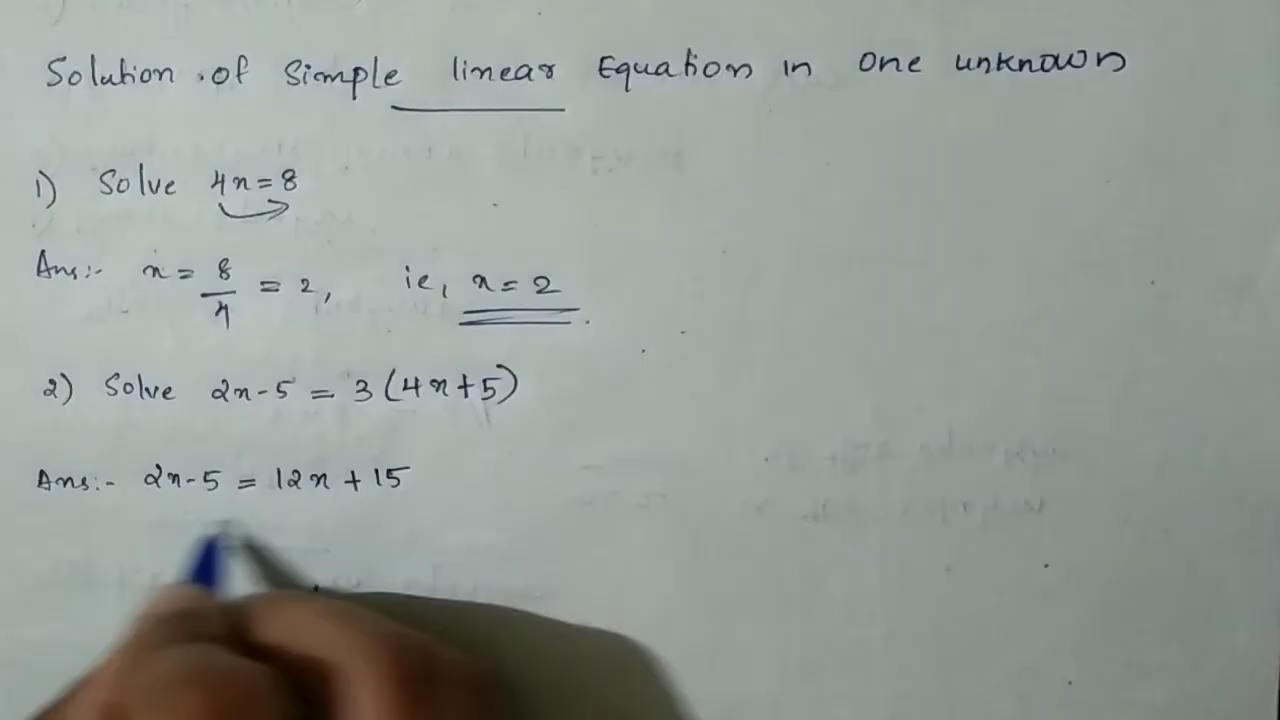 Solution of Simple linear Equation in one unknown
1) Solve 4x=8
Ans:- x = 8/4 = 2, ie, x = 2.
2) Solve 2x-5 = 3(4x+5)
Ans:- 2x-5 = 12x + 15